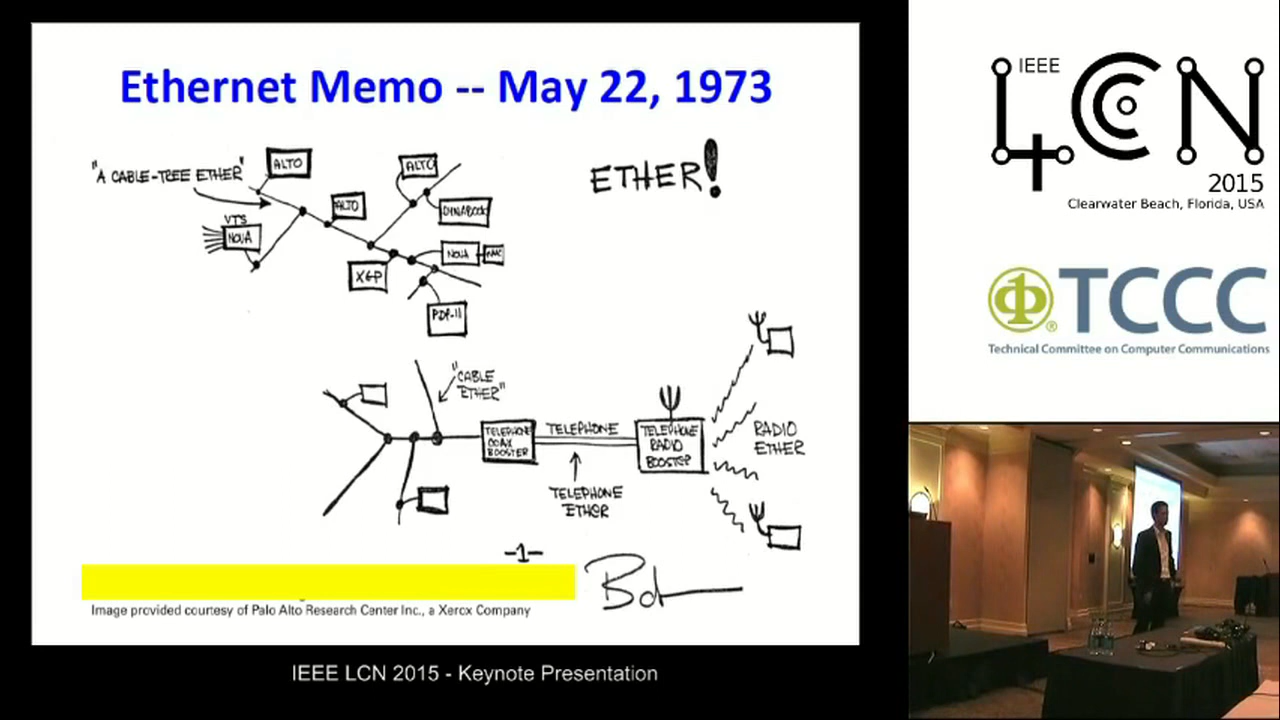 Ethernet Memo -- May 22, 1973
"A CABLE-TREE ETHER"
ALTO
ALTO
ALTO
DYNABOOK
VTS
NOVA
NOVA
XGP
PDP-11
ETHER!
"CABLE
ETHER"
TELEPHONE
COAX
BOOSTER
TELEPHONE
TELEPHONE
ETHER
TELEPHONE
RADIO
BOOSTER
RADIO
ETHER
-1-
Bob
Image provided courtesy of Palo Alto Research Center Inc., a Xerox Company
IEEE LCN 2015 - Keynote Presentation
IEEE
LCN
2015
Clearwater Beach, Florida, USA
TCCC
Technical Committee on Computer Communications